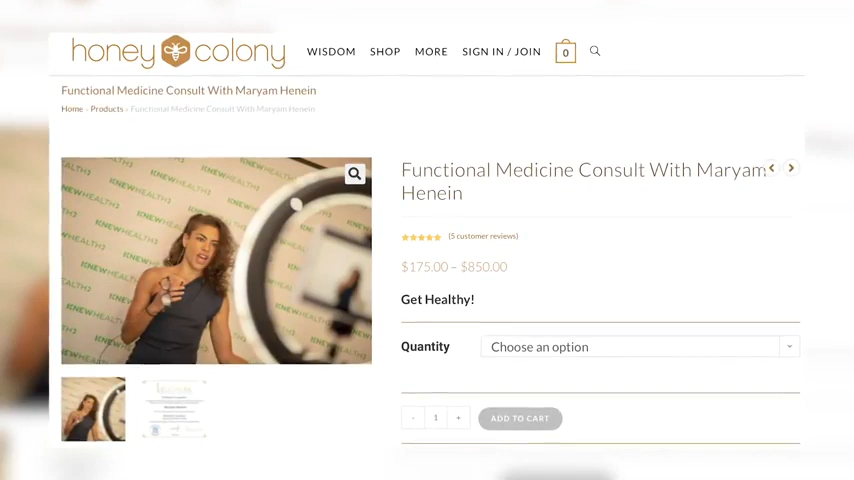 honey colony
WISDOM SHOP MORE SIGN IN / JOIN 0
Functional Medicine Consult With Maryam Henein
Home › Products › Functional Medicine Consult With Maryam Henein
Functional Medicine Consult With Maryam
Henein
(5 customer reviews)
$175.00 – $850.00
Get Healthy!
Quantity Choose an option
- 1 + ADD TO CART